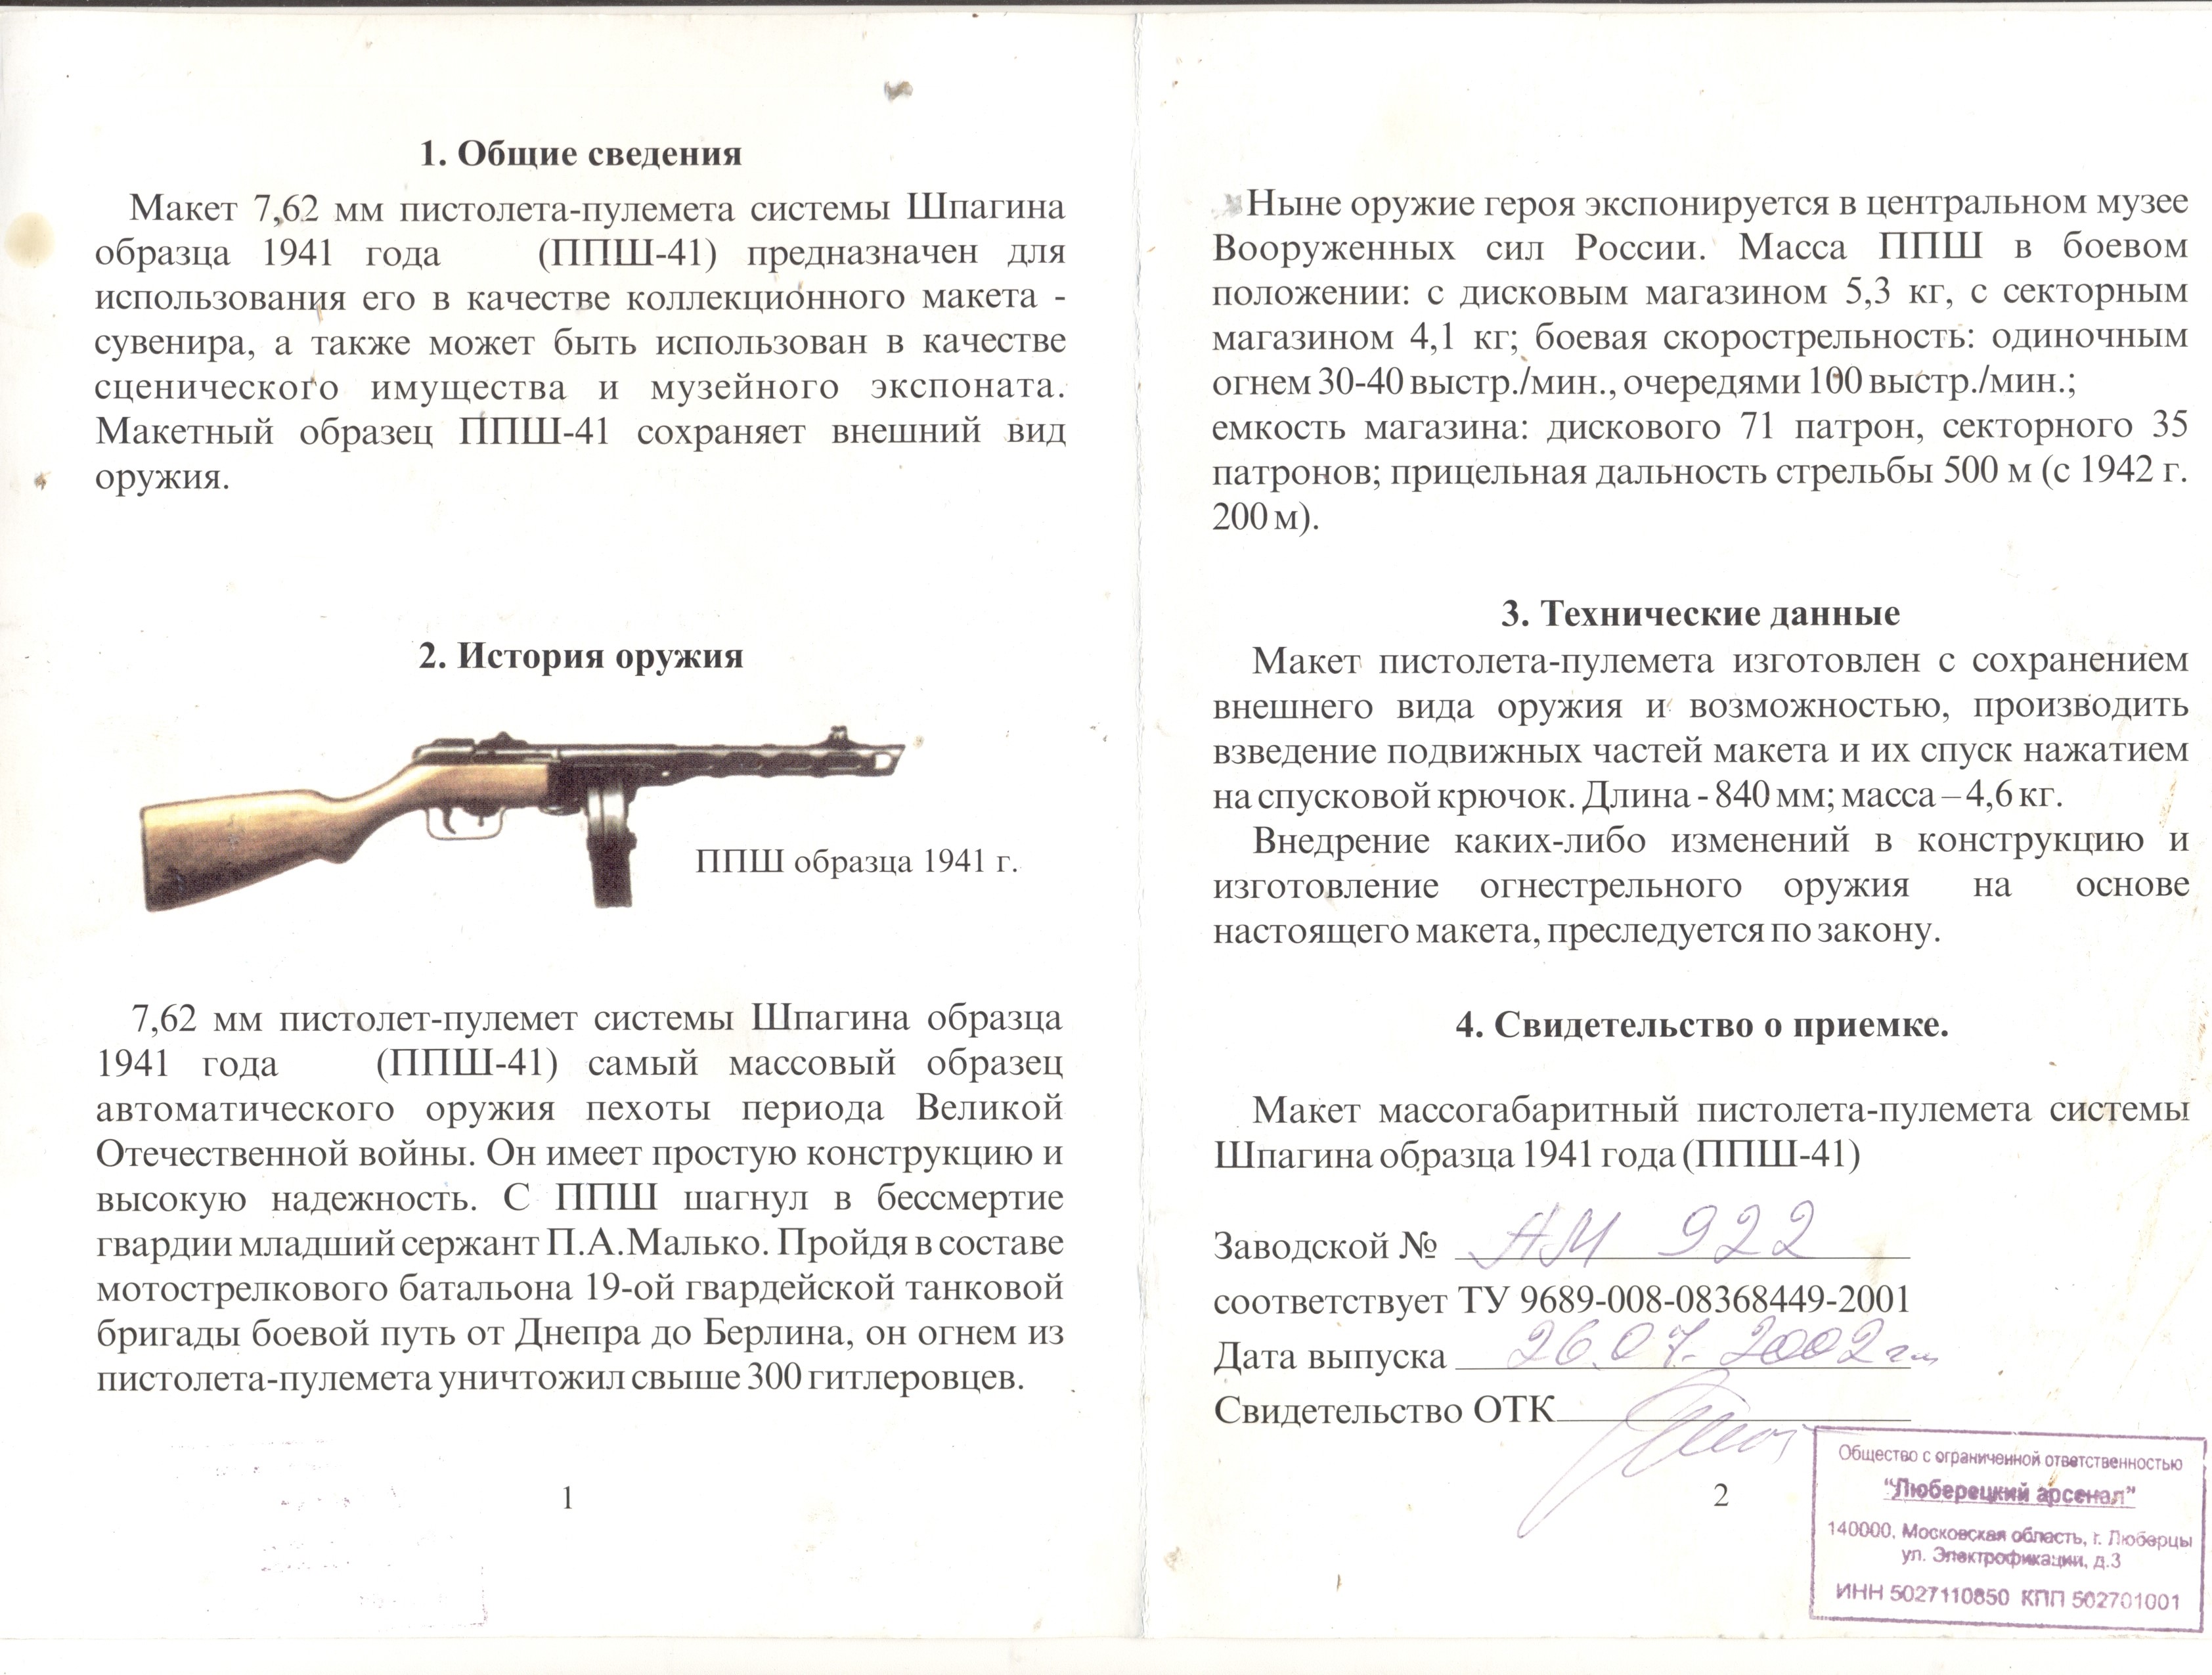 1. Общие сведения
Макет 7,62 мм пистолета-пулемета системы Шпагина
образца 1941 года (ППШ-41) предназначен для
использования его в качестве коллекционного макета -
сувенира, а также может быть использован в качестве
сценического имущества и музейного экспоната.
Макетный образец ППШ-41 сохраняет внешний вид
оружия.
2. История оружия
ППШ образца 1941 г.
7,62 мм пистолет-пулемет системы Шпагина образца
1941 года (ППШ-41) самый массовый образец
автоматического оружия пехоты периода Великой
Отечественной войны. Он имеет простую конструкцию и
высокую надежность. С ППШ шагнул в бессмертие
гвардии младший сержант П.А.Малько. Пройдя в составе
мотострелкового батальона 19-ой гвардейской танковой
бригады боевой путь от Днепра до Берлина, он огнем из
пистолета-пулемета уничтожил свыше 300 гитлеровцев.
1
Ныне оружие героя экспонируется в центральном музее
Вооруженных сил России. Масса ППШ в боевом
положении: с дисковым магазином 5,3 кг, с секторным
магазином 4,1 кг; боевая скорострельность: одиночным
огнем 30-40 выстр./мин., очередями 100 выстр./мин.;
емкость магазина: дискового 71 патрон, секторного 35
патронов; прицельная дальность стрельбы 500 м (с 1942 г.
200 м).
3. Технические данные
Макет пистолета-пулемета изготовлен с сохранением
внешнего вида оружия и возможностью, производить
взведение подвижных частей макета и их спуск нажатием
на спусковой крючок. Длина - 840 мм; масса – 4,6 кг.
Внедрение каких-либо изменений в конструкцию и
изготовление огнестрельного оружия на основе
настоящего макета, преследуется по закону.
4. Свидетельство о приемке.
Макет массогабаритный пистолета-пулемета системы
Шпагина образца 1941 года (ППШ-41)
Заводской № АМ 922
соответствует ТУ 9689-008-08368449-2001
Дата выпуска 26.07.2002г.
Свидетельство ОТК
2
Общество с ограниченной ответственностью
"Люберецкий арсенал"
140000, Московская область, г. Люберцы
ул. Электрофикации, д.3
ИНН 5027110850 КПП 502701001